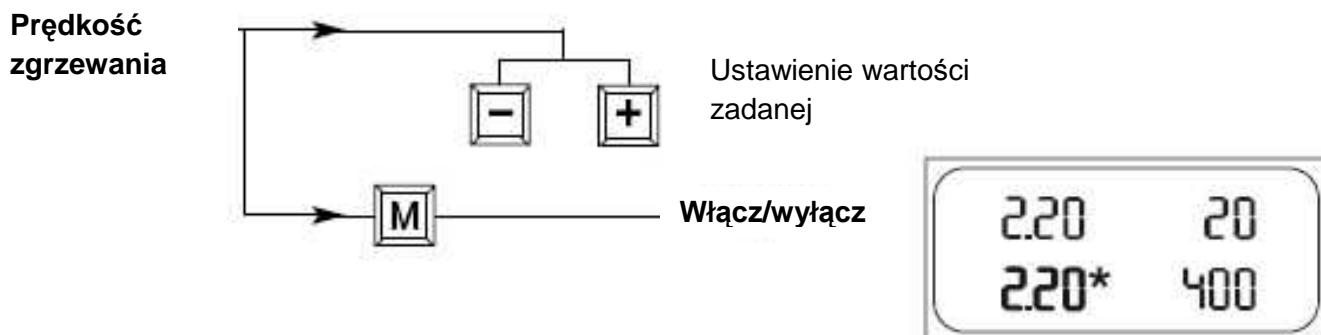 Prędkość
zgrzewania
Ustawienie wartości
zadanej
- +
M
Włącz/wyłącz
2.20 20
2.20* 400